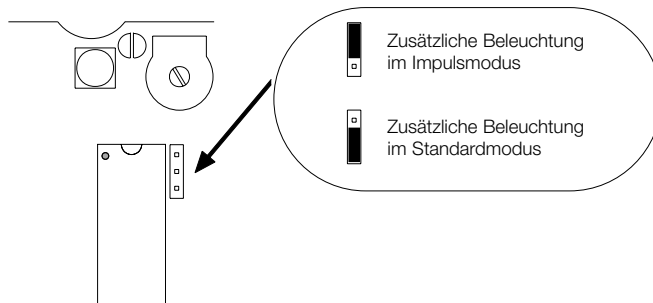 Zusätzliche Beleuchtung
im Impulsmodus
Zusätzliche Beleuchtung
im Standardmodus